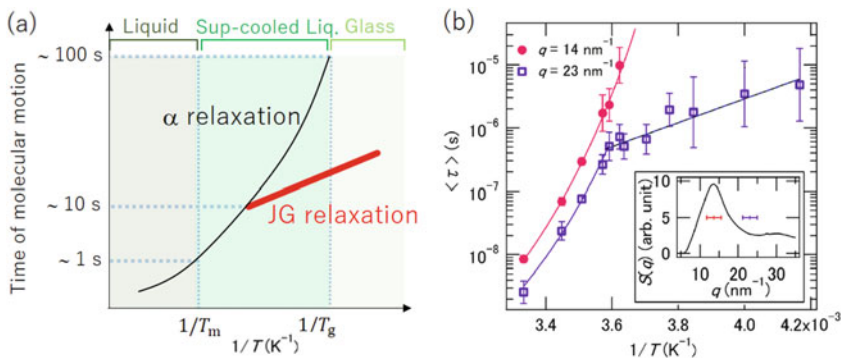 (a)
Liquid
Sup-cooled Liq.
Glass
Time of molecular motion
~ 100 s
~ 10 s
~ 1 s
α relaxation
JG relaxation
1/Tm
1/Tg
1/T(K⁻¹)
(b)
q = 14 nm⁻¹
q = 23 nm⁻¹
<τ>(s)
10⁻⁵
10⁻⁶
10⁻⁷
10⁻⁸
3.4
3.6
3.8
4.0
4.2×10⁻³
1/T(K⁻¹)
S(q) (arb. unit)
10
5
0
10
20
30
q (nm⁻¹)